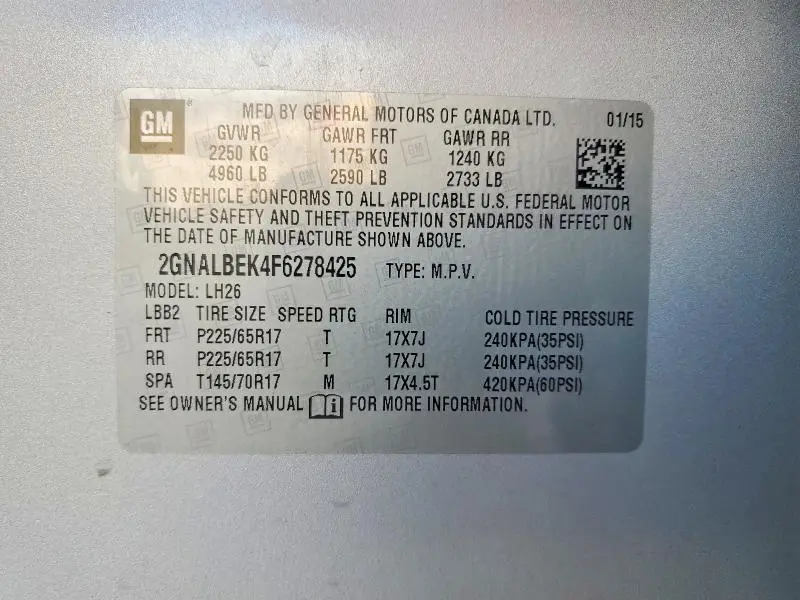 GM MFD BY GENERAL MOTORS OF CANADA LTD. 01/15
GVWR GAWR FRT GAWR RR
2250 KG 1175 KG 1240 KG
4960 LB 2590 LB 2733 LB
THIS VEHICLE CONFORMS TO ALL APPLICABLE U.S. FEDERAL MOTOR
VEHICLE SAFETY AND THEFT PREVENTION STANDARDS IN EFFECT ON
THE DATE OF MANUFACTURE SHOWN ABOVE.
2GNALBEK4F6278425 TYPE: M.P.V.
MODEL: LH26
LBB2 TIRE SIZE SPEED RTG RIM COLD TIRE PRESSURE
FRT P225/65R17 T 17X7J 240KPA(35PSI)
RR P225/65R17 T 17X7J 240KPA(35PSI)
SPA T145/70R17 M 17X4.5T 420KPA(60PSI)
SEE OWNER'S MANUAL i FOR MORE INFORMATION.